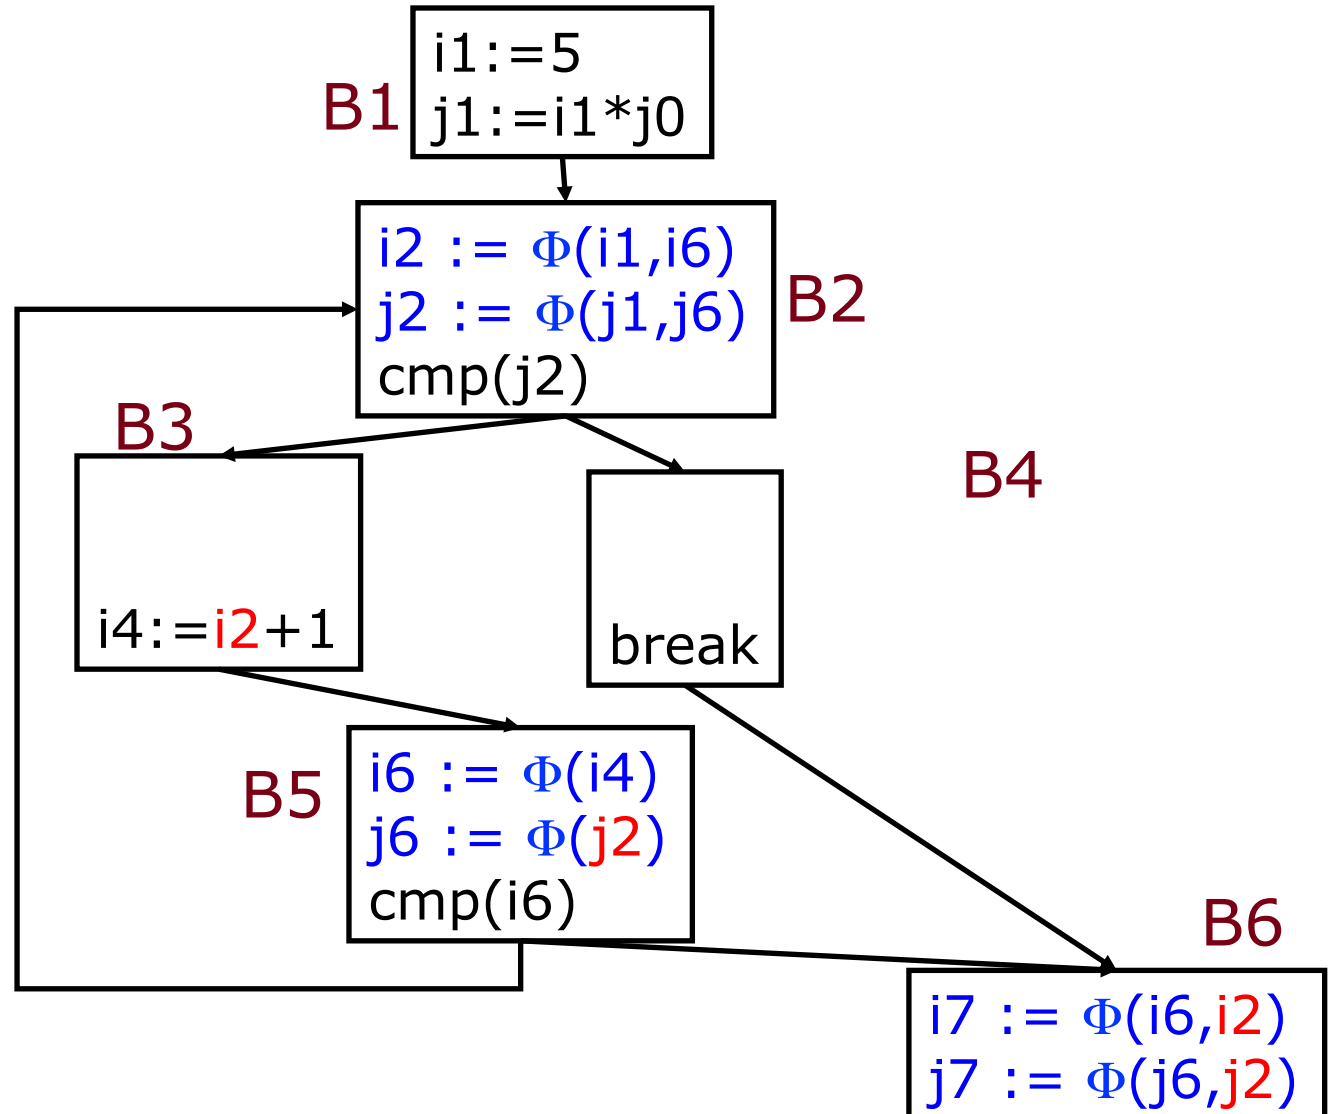 i1:=5
j1:=i1*j0
B1
i2 := Φ(i1,i6)
j2 := Φ(j1,j6)
cmp(j2)
B2
B3
i4:=i2+1
B4
break
B5
i6 := Φ(i4)
j6 := Φ(j2)
cmp(i6)
B6
i7 := Φ(i6,i2)
j7 := Φ(j6,j2)